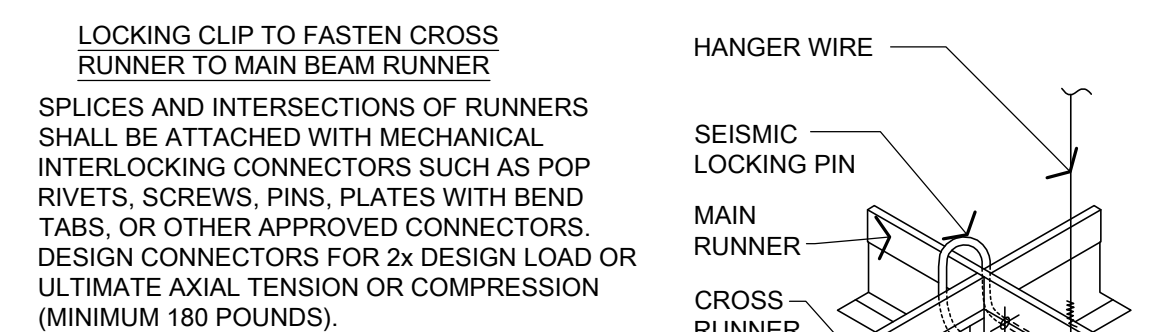 LOCKING CLIP TO FASTEN CROSS
RUNNER TO MAIN BEAM RUNNER
SPLICES AND INTERSECTIONS OF RUNNERS
SHALL BE ATTACHED WITH MECHANICAL
INTERLOCKING CONNECTORS SUCH AS POP
RIVETS, SCREWS, PINS, PLATES WITH BEND
TABS, OR OTHER APPROVED CONNECTORS.
DESIGN CONNECTORS FOR 2x DESIGN LOAD OR
ULTIMATE AXIAL TENSION OR COMPRESSION
(MINIMUM 180 POUNDS).
HANGER WIRE
SEISMIC
LOCKING PIN
MAIN
RUNNER
CROSS
RUNNER